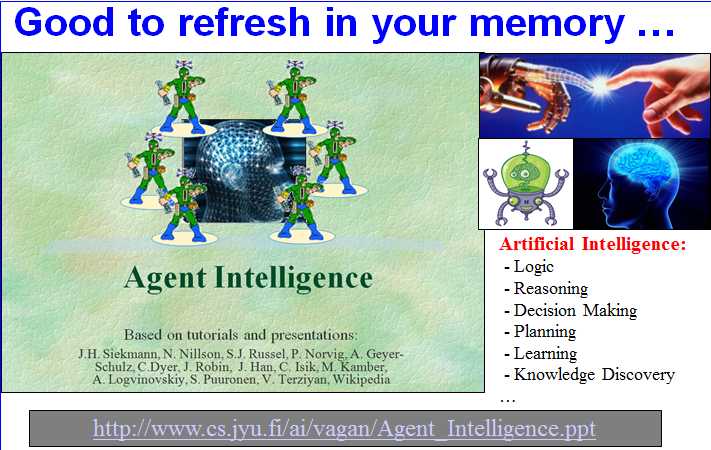 Good to refresh in your memory …
Agent Intelligence
Based on tutorials and presentations:
J.H. Siekmann, N. Nillson, S.J. Russel, P. Norvig, A. Geyer-
Schulz, C.Dyer, J. Robin, J. Han, C. Isik, M. Kamber,
A. Logvinovskiy, S. Puuronen, V. Terziyan, Wikipedia
Artificial Intelligence:
- Logic
- Reasoning
- Decision Making
- Planning
- Learning
- Knowledge Discovery
…
http://www.cs.jyu.fi/ai/vagan/Agent_Intelligence.ppt